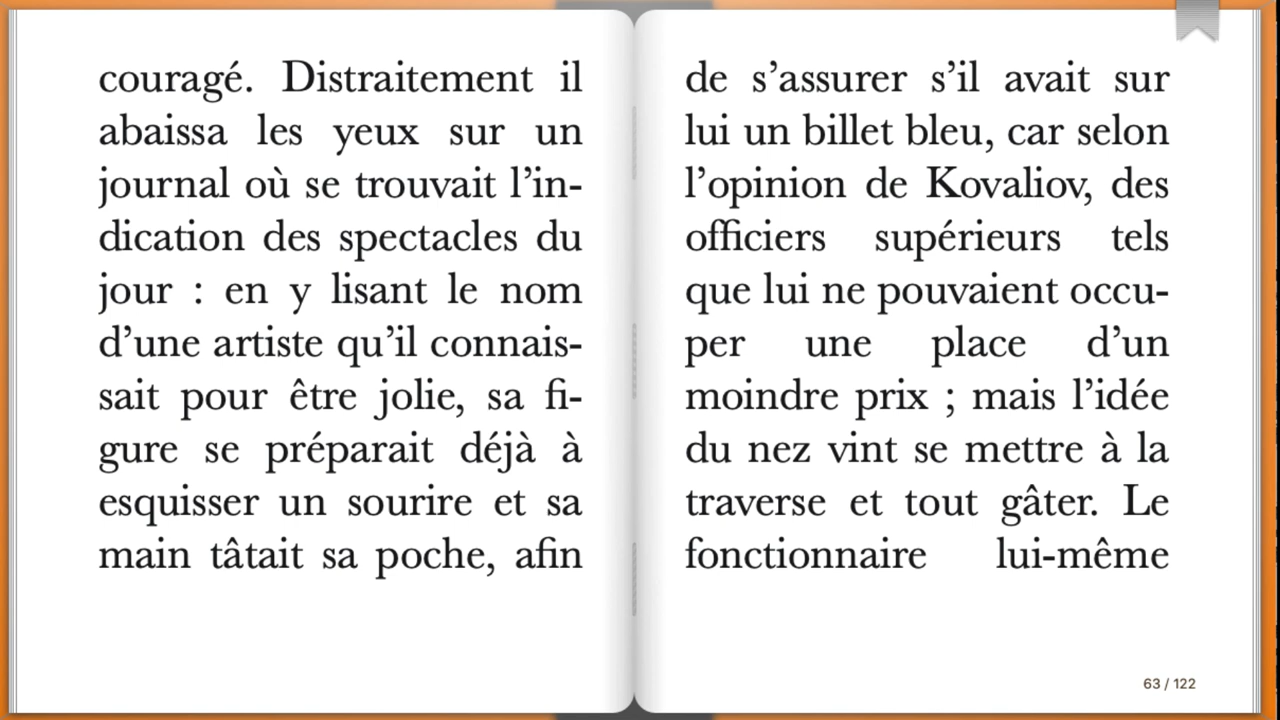 couragé. Distraitement il
abaissa les yeux sur un
journal où se trouvait l’in-
dication des spectacles du
jour : en y lisant le nom
d’une artiste qu’il connais-
sait pour être jolie, sa fi-
gure se préparait déjà à
esquisser un sourire et sa
main tâtait sa poche, afin
de s’assurer s’il avait sur
lui un billet bleu, car selon
l’opinion de Kovaliov, des
officiers supérieurs tels
que lui ne pouvaient occu-
per une place d’un
moindre prix ; mais l’idée
du nez vint se mettre à la
traverse et tout gâter. Le
fonctionnaire lui-même
63 / 122